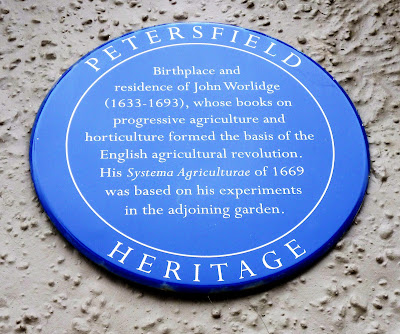 PETERSFIELD
Birthplace and
residence of John Worlidge
(1633-1693), whose books on
progressive agriculture and
horticulture formed the basis of the
English agricultural revolution.
His Systema Agriculturae of 1669
was based on his experiments
in the adjoining garden.
HERITAGE